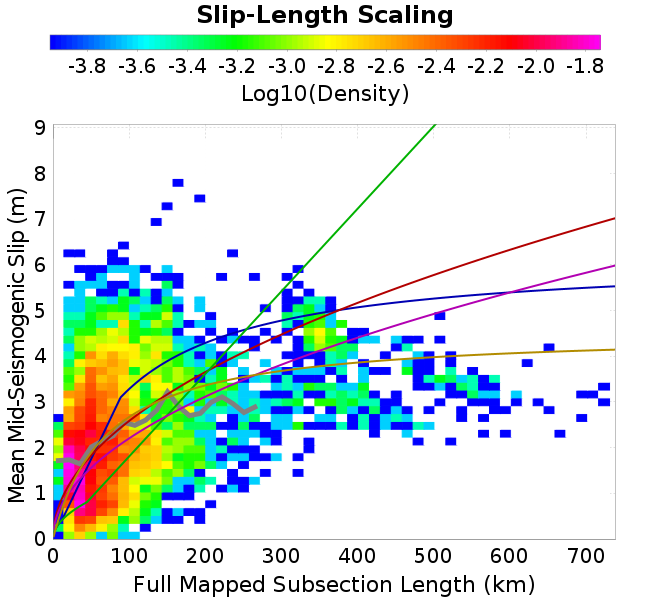 Slip-Length Scaling
-3.8 -3.6 -3.4 -3.2 -3.0 -2.8 -2.6 -2.4 -2.2 -2.0 -1.8
Log10(Density)
Mean Mid-Seismogenic Slip (m)
9
8
7
6
5
4
3
2
1
0
0 100 200 300 400 500 600 700
Full Mapped Subsection Length (km)